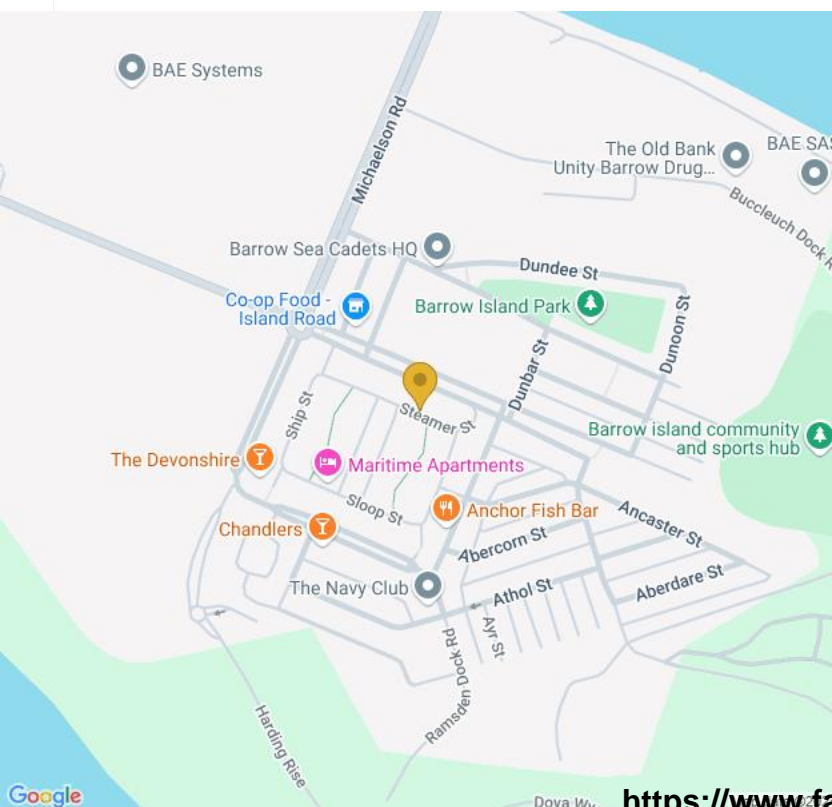 BAE Systems
Michaelson Rd
The Old Bank
Unity Barrow Drug...
BAE SAS
Buccleuch Dock R
Barrow Sea Cadets HQ
Dundee St
Co-op Food -
Island Road
Barrow Island Park
Dunoon St
Dunbar St
Ship St
Steamer St
Barrow island community
and sports hub
The Devonshire
Maritime Apartments
Sloop St
Anchor Fish Bar
Ancaster St
Chandlers
Abercorn St
The Navy Club
Athol St
Aberdare St
Ayr St
Ramsden Dock Rd
Harding Rise
Google
Dova
https://www.fa